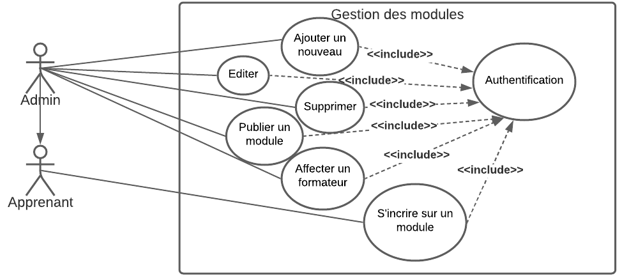 Gestion des modules
Ajouter un
nouveau
<<include>>
Editer
<<include>>
Authentification
Admin
Supprimer
<<include>>
Publier un
module
<<include>>
Affecter un
formateur
<<include>>
<<include>>
Apprenant
S'incrire sur un
module